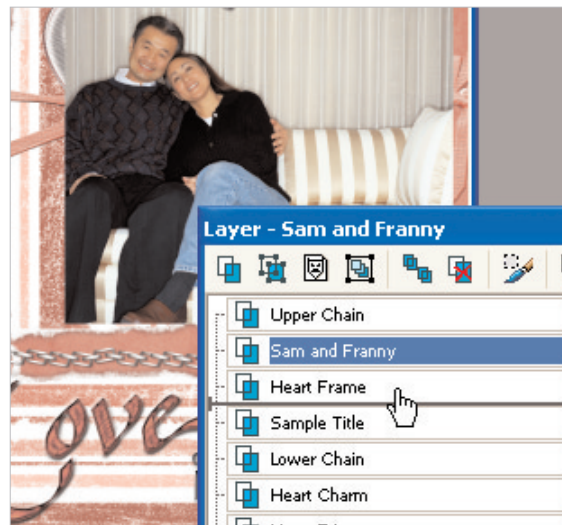 Love
Layer - Sam and Franny
Upper Chain
Sam and Franny
Heart Frame
Sample Title
Lower Chain
Heart Charm